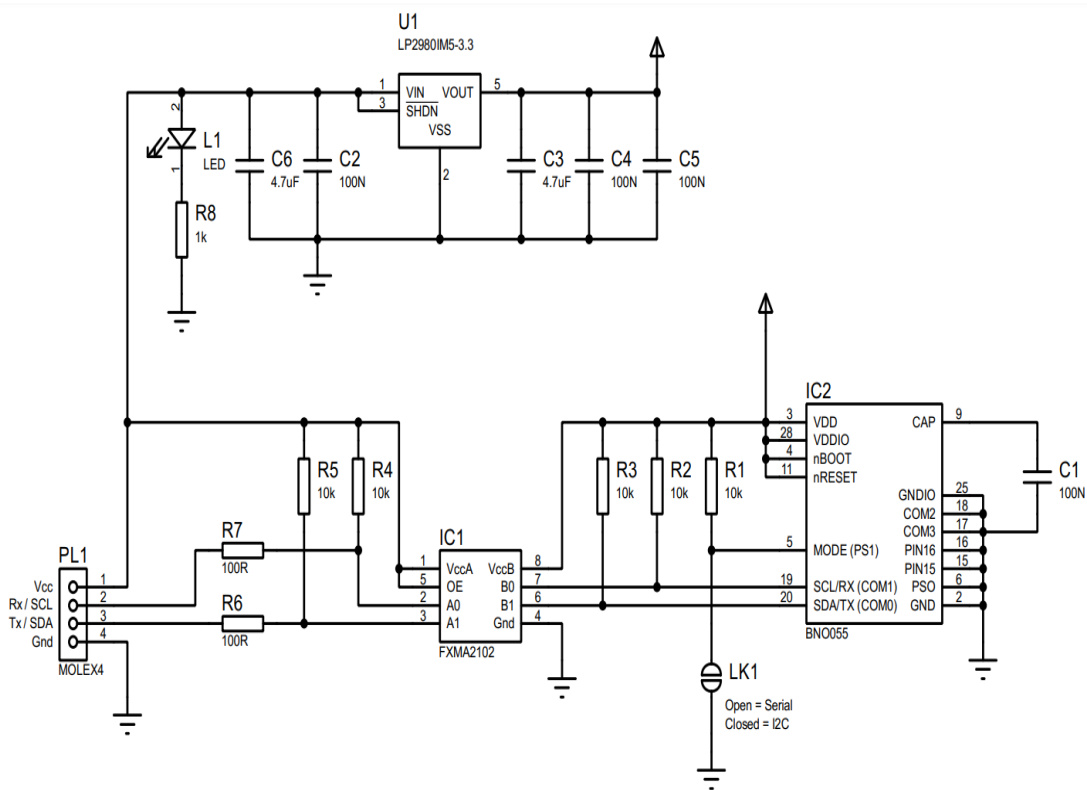 U1
LP2980IM5-3.3
1 VIN VOUT 5
3 SHDN
VSS
2
2
L1
LED
1
C6
4.7uF
C2
100N
C3
4.7uF
C4
100N
C5
100N
R8
1k
IC2
3 VDD CAP 9
28 VDDIO
4 nBOOT
11 nRESET
C1
100N
GNDIO 25
COM2 18
COM3 17
5 MODE (PS1) PIN16 16
PIN15 15
19 SCL/RX (COM1) PSO 6
20 SDA/TX (COM0) GND 2
BNO055
R5
10k
R4
10k
R3
10k
R2
10k
R1
10k
R7
100R
IC1
1 VccA VccB 8
5 OE B0 7
2 A0 B1 6
3 A1 Gnd 4
FXMA2102
PL1
Vcc 1
Rx / SCL 2
Tx / SDA 3
Gnd 4
MOLEX4
R6
100R
LK1
Open = Serial
Closed = I2C